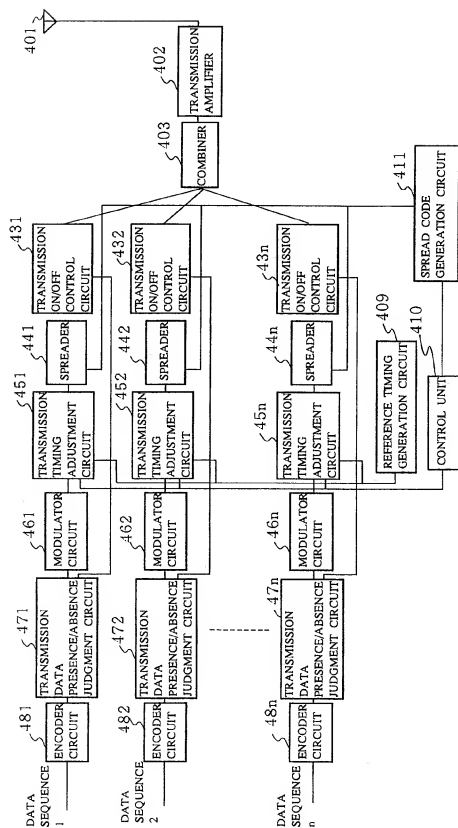 DATA
SEQUENCE
1
481
ENCODER
CIRCUIT
471
TRANSMISSION
DATA
PRESENCE/ABSENCE
JUDGMENT CIRCUIT
461
MODULATOR
CIRCUIT
451
TRANSMISSION
TIMING
ADJUSTMENT
CIRCUIT
441
SPREADER
431
TRANSMISSION
ON/OFF
CONTROL
CIRCUIT
403
COMBINER
402
TRANSMISSION
AMPLIFIER
401
DATA
SEQUENCE
2
482
ENCODER
CIRCUIT
472
TRANSMISSION
DATA
PRESENCE/ABSENCE
JUDGMENT CIRCUIT
462
MODULATOR
CIRCUIT
452
TRANSMISSION
TIMING
ADJUSTMENT
CIRCUIT
442
SPREADER
432
TRANSMISSION
ON/OFF
CONTROL
CIRCUIT
DATA
SEQUENCE
n
48n
ENCODER
CIRCUIT
47n
TRANSMISSION
DATA
PRESENCE/ABSENCE
JUDGMENT CIRCUIT
46n
MODULATOR
CIRCUIT
45n
TRANSMISSION
TIMING
ADJUSTMENT
CIRCUIT
44n
SPREADER
43n
TRANSMISSION
ON/OFF
CONTROL
CIRCUIT
409
REFERENCE TIMING
GENERATION CIRCUIT
410
CONTROL UNIT
411
SPREAD CODE
GENERATION CIRCUIT